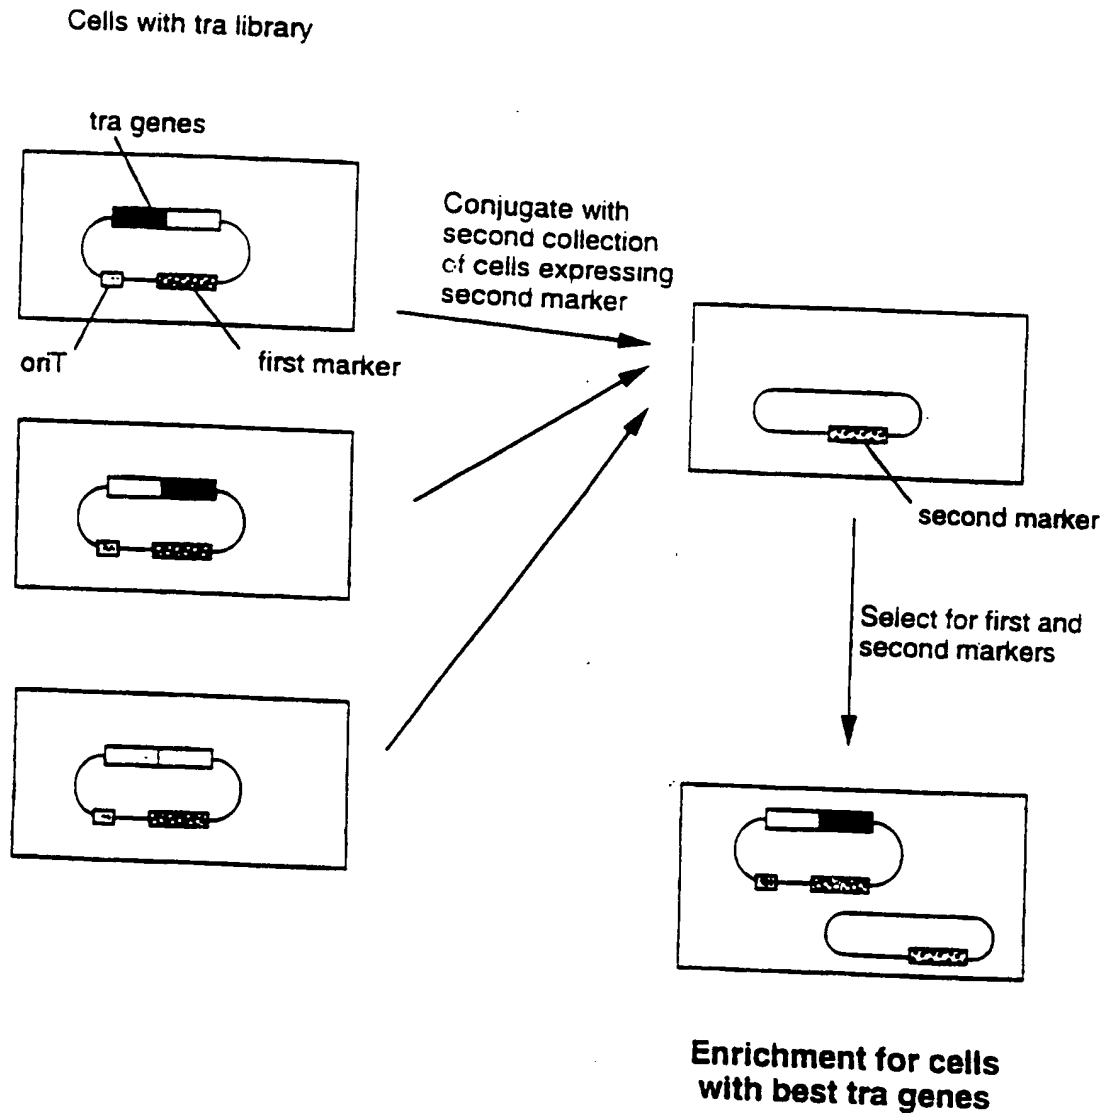 Cells with tra library
tra genes
Conjugate with
second collection
of cells expressing
second marker
oriT
first marker
second marker
Select for first and
second markers
Enrichment for cells
with best tra genes